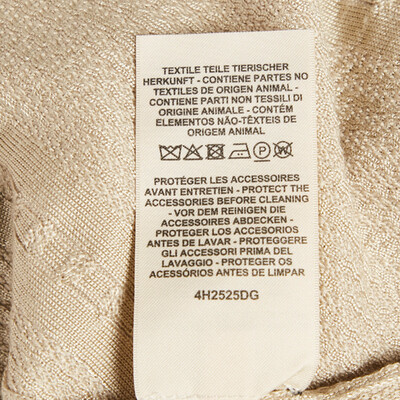 TEXTILE TEILE TIERISCHER
HERKUNFT - CONTIENE PARTES NO
TEXTILES DE ORIGEN ANIMAL -
CONTIENE PARTI NON TESSILI DI
ORIGINE ANIMALE - CONTÉM
ELEMENTOS NÃO-TÊXTEIS DE
ORIGEM ANIMAL
PROTÉGER LES ACCESSOIRES
AVANT ENTRETIEN - PROTECT THE
ACCESSORIES BEFORE CLEANING
- VOR DEM REINIGEN DIE
ACCESSOIRES ABDECKEN -
PROTEGER LOS ACCESORIOS
ANTES DE LAVAR - PROTEGGERE
GLI ACCESSORI PRIMA DEL
LAVAGGIO - PROTEGER OS
ACESSÓRIOS ANTES DE LIMPAR
4H2525DG